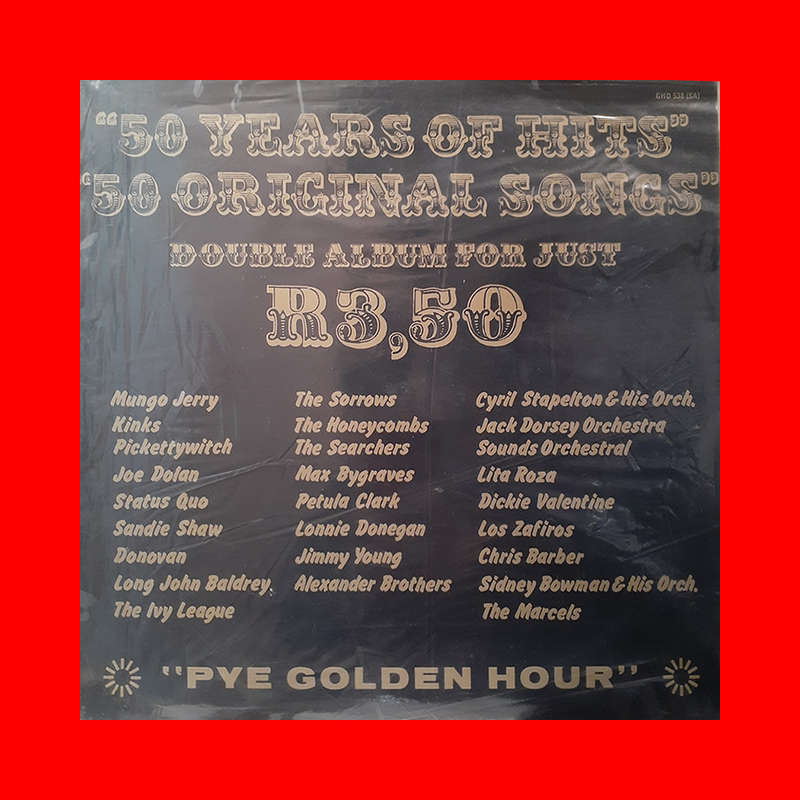 GHD 538 (SA)
"50 YEARS OF HITS"
"50 ORIGINAL SONGS"
DOUBLE ALBUM FOR JUST
R3,50
Mungo Jerry
Kinks
Pickettywitch
Joe Dolan
Status Quo
Sandie Shaw
Donovan
Long John Baldrey
The Ivy League
The Sorrows
The Honeycombs
The Searchers
Max Bygraves
Petula Clark
Lonnie Donegan
Jimmy Young
Alexander Brothers
Cyril Stapelton & His Orch.
Jack Dorsey Orchestra
Sounds Orchestral
Lita Roza
Dickie Valentine
Los Zafiros
Chris Barber
Sidney Bowman & His Orch.
The Marcels
"PYE GOLDEN HOUR"